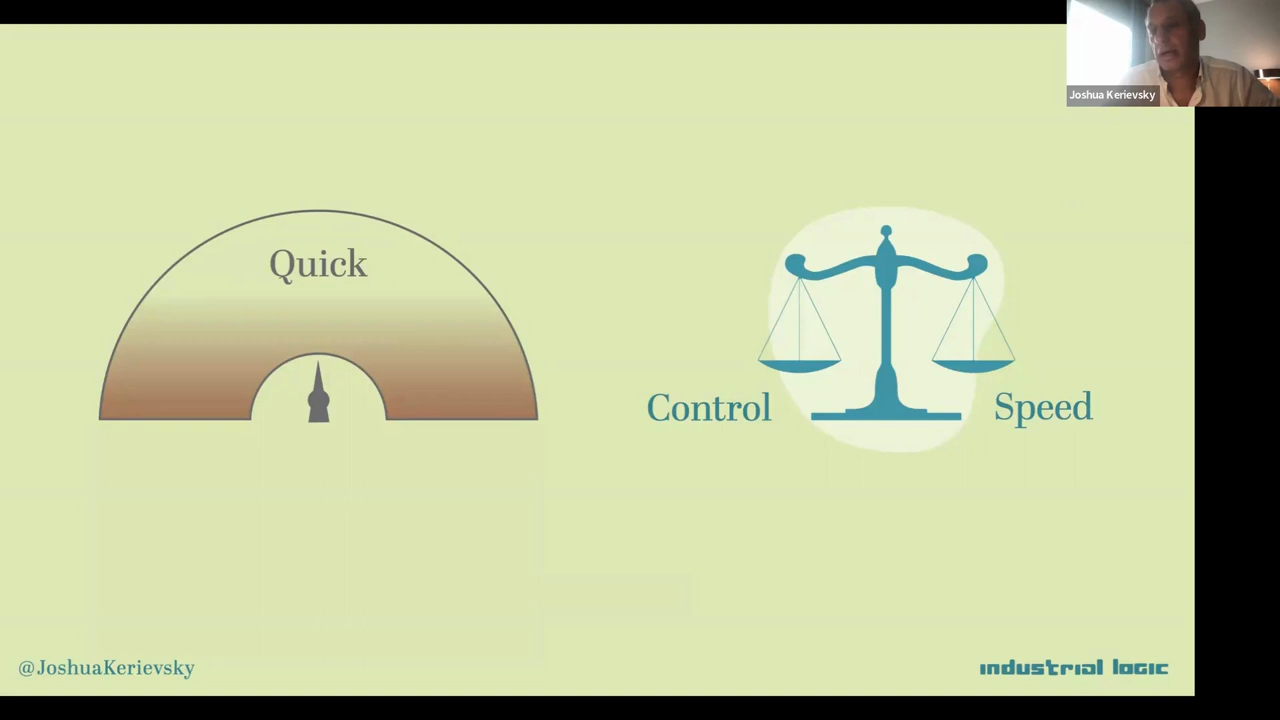 Joshua Kerievsky
Quick
Control
Speed
@JoshuaKerievsky
industrial logic